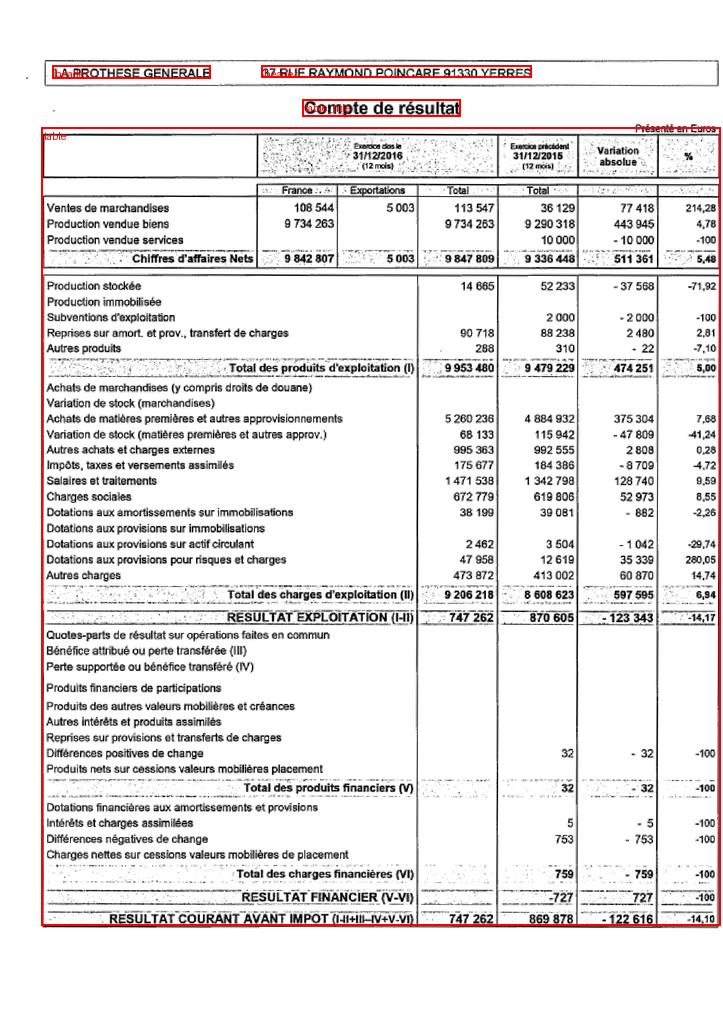 LA PROTHESE GENERALE 37 RUE RAYMOND POINCARE 91330 YERRES
Compte de résultat
Présenté en Euros
table
Exercice clos le 31/12/2016 (12 mois) Exercice précédent 31/12/2015 (12 mois) Variation absolue %
France Exportations Total Total
Ventes de marchandises 108 544 5 003 113 547 36 129 77 418 214,28
Production vendue biens 9 734 263 9 734 263 9 290 318 443 945 4,78
Production vendue services 10 000 - 10 000 -100
Chiffres d'affaires Nets 9 842 807 5 003 9 847 809 9 336 448 511 361 5,48
Production stockée 14 665 52 233 - 37 568 -71,92
Production immobilisée
Subventions d'exploitation 2 000 - 2 000 -100
Reprises sur amort. et prov., transfert de charges 90 718 88 238 2 480 2,81
Autres produits 288 310 - 22 -7,10
Total des produits d'exploitation (I) 9 953 480 9 479 229 474 251 5,00
Achats de marchandises (y compris droits de douane)
Variation de stock (marchandises)
Achats de matières premières et autres approvisionnements 5 260 236 4 884 932 375 304 7,68
Variation de stock (matières premières et autres approv.) 68 133 115 942 - 47 809 -41,24
Autres achats et charges externes 995 363 992 555 2 808 0,28
Impôts, taxes et versements assimilés 175 677 184 386 - 8 709 -4,72
Salaires et traitements 1 471 538 1 342 798 128 740 9,59
Charges sociales 672 779 619 806 52 973 8,55
Dotations aux amortissements sur immobilisations 38 199 39 081 - 882 -2,26
Dotations aux provisions sur immobilisations
Dotations aux provisions sur actif circulant 2 462 3 504 - 1 042 -29,74
Dotations aux provisions pour risques et charges 47 958 12 619 35 339 280,05
Autres charges 473 872 413 002 60 870 14,74
Total des charges d'exploitation (II) 9 206 218 8 608 623 597 595 6,94
RESULTAT EXPLOITATION (I-II) 747 262 870 605 - 123 343 -14,17
Quotes-parts de résultat sur opérations faites en commun
Bénéfice attribué ou perte transférée (III)
Perte supportée ou bénéfice transféré (IV)
Produits financiers de participations
Produits des autres valeurs mobilières et créances
Autres intérêts et produits assimilés
Reprises sur provisions et transferts de charges
Différences positives de change 32 - 32 -100
Produits nets sur cessions valeurs mobilières placement
Total des produits financiers (V) 32 - 32 -100
Dotations financières aux amortissements et provisions
Intérêts et charges assimilées 5 - 5 -100
Différences négatives de change 753 - 753 -100
Charges nettes sur cessions valeurs mobilières de placement
Total des charges financières (VI) 759 - 759 -100
RESULTAT FINANCIER (V-VI) -727 727 -100
RESULTAT COURANT AVANT IMPOT (I-II+III-IV+V-VI) 747 262 869 878 - 122 616 -14,10